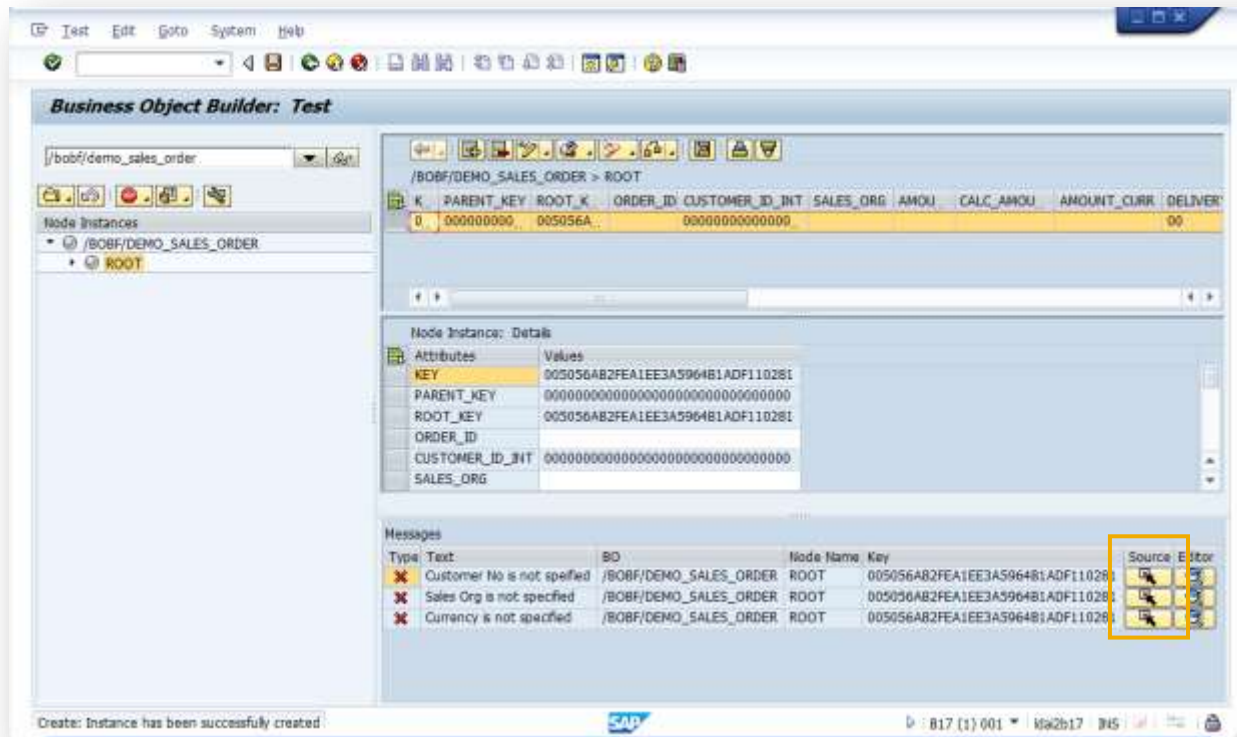 Test Edit Goto System Help
Business Object Builder: Test
/bobf/demo_sales_order
Node Instances
/BOBF/DEMO_SALES_ORDER
ROOT
/BOBF/DEMO_SALES_ORDER > ROOT
K.. PARENT_KEY ROOT_K.. ORDER_ID CUSTOMER_ID_INT SALES_ORG AMOU.. CALC_AMOU.. AMOUNT_CURR DELIVER
0.. 000000000.. 005056A.. 00000000000000.. 00
Node Instance: Details
Attributes Values
KEY 005056AB2FEA1EE3A5964B1ADF110281
PARENT_KEY 00000000000000000000000000000000
ROOT_KEY 005056AB2FEA1EE3A5964B1ADF110281
ORDER_ID
CUSTOMER_ID_INT 00000000000000000000000000000000
SALES_ORG
Messages
Type Text BO Node Name Key Source Editor
Customer No is not speified /BOBF/DEMO_SALES_ORDER ROOT 005056AB2FEA1EE3A5964B1ADF110281
Sales Org is not specified /BOBF/DEMO_SALES_ORDER ROOT 005056AB2FEA1EE3A5964B1ADF110281
Currency is not specified /BOBF/DEMO_SALES_ORDER ROOT 005056AB2FEA1EE3A5964B1ADF110281
Create: Instance has been successfully created
SAP
B17 (1) 001 INS